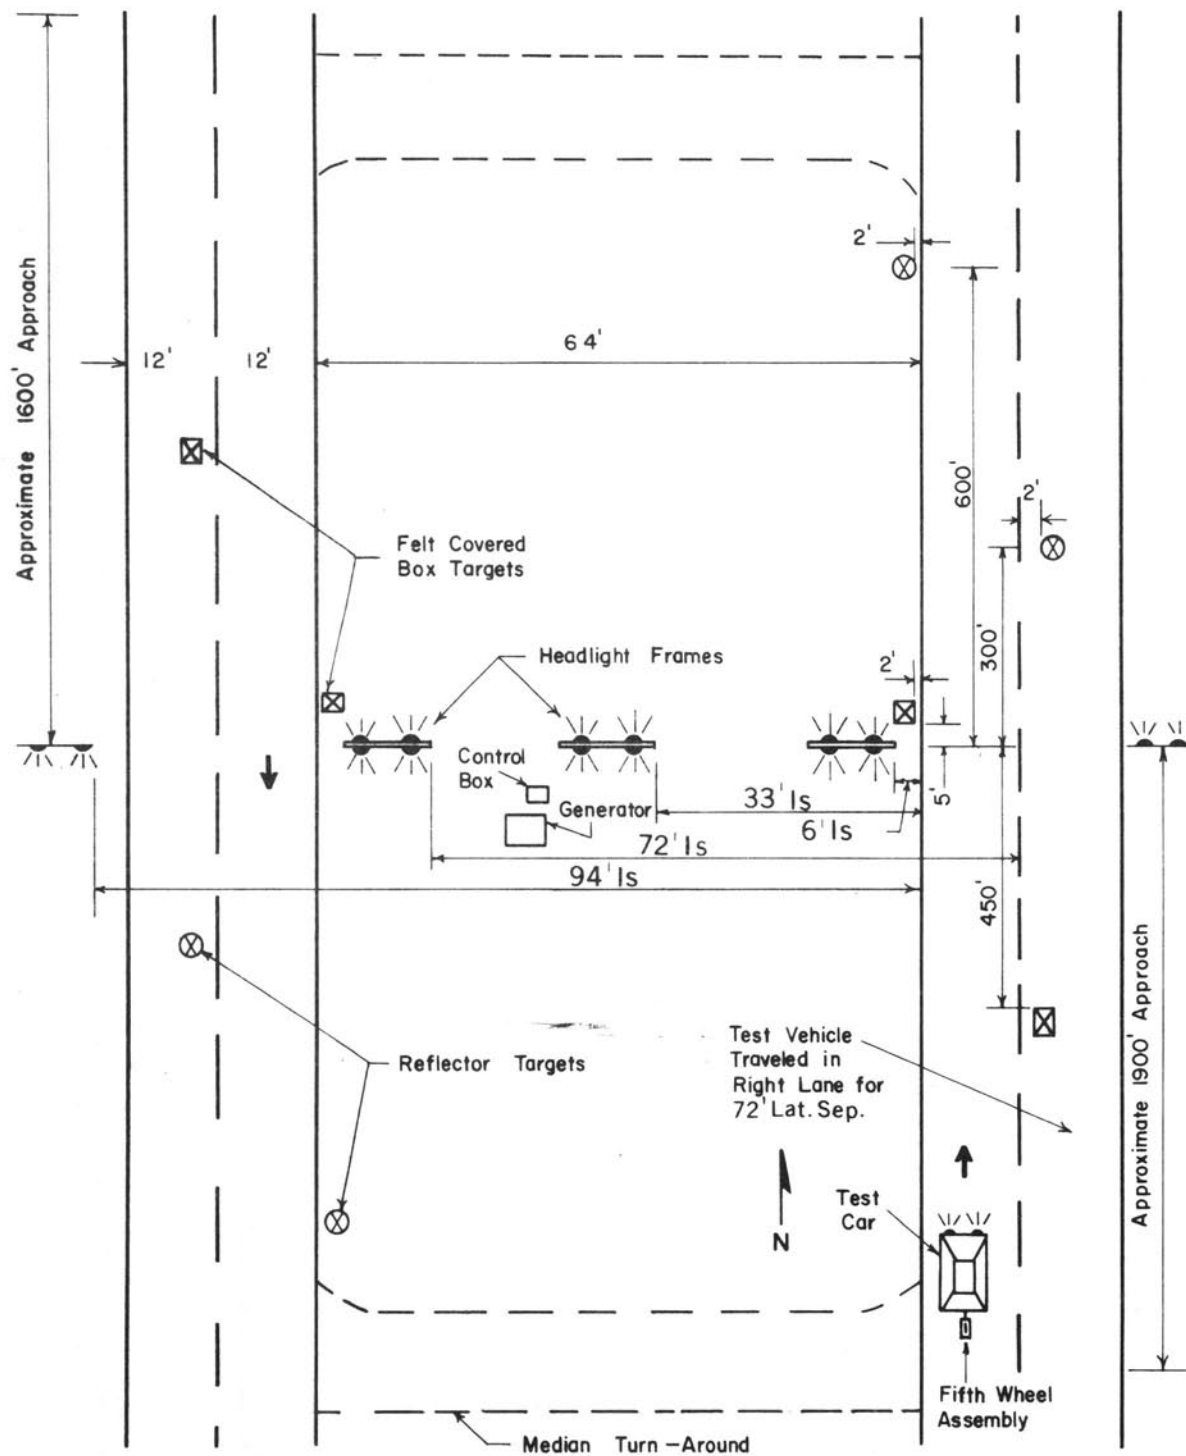 Approximate 1600' Approach
2'
64'
12'
12'
600'
2'
Felt Covered
Box Targets
300'
Headlight Frames
2'
Control
Box
Generator
33' ls
5'
6' ls
72' ls
94' ls
450'
Reflector Targets
Test Vehicle
Traveled in
Right Lane for
72' Lat. Sep.
Approximate 1900' Approach
N
Test
Car
Fifth Wheel
Assembly
Median Turn-Around